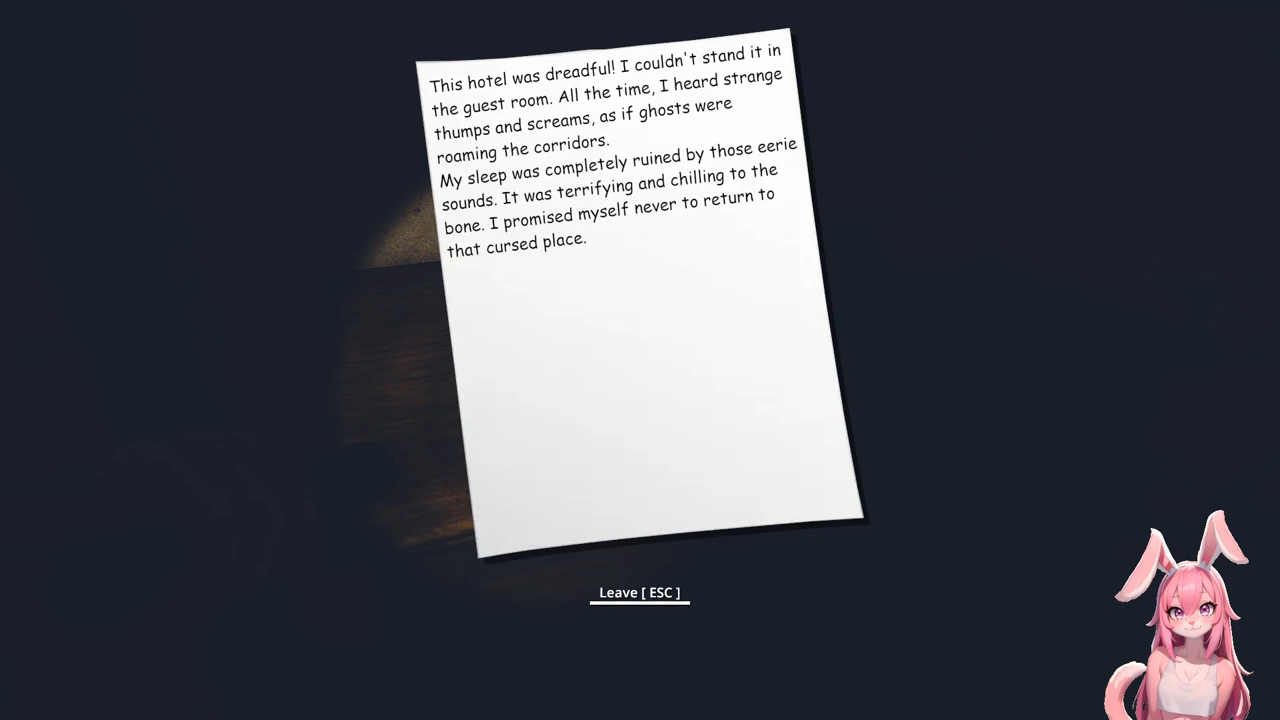 This hotel was dreadful! I couldn't stand it in
the guest room. All the time, I heard strange
thumps and screams, as if ghosts were
roaming the corridors.
My sleep was completely ruined by those eerie
sounds. It was terrifying and chilling to the
bone. I promised myself never to return to
that cursed place.
Leave [ ESC ]